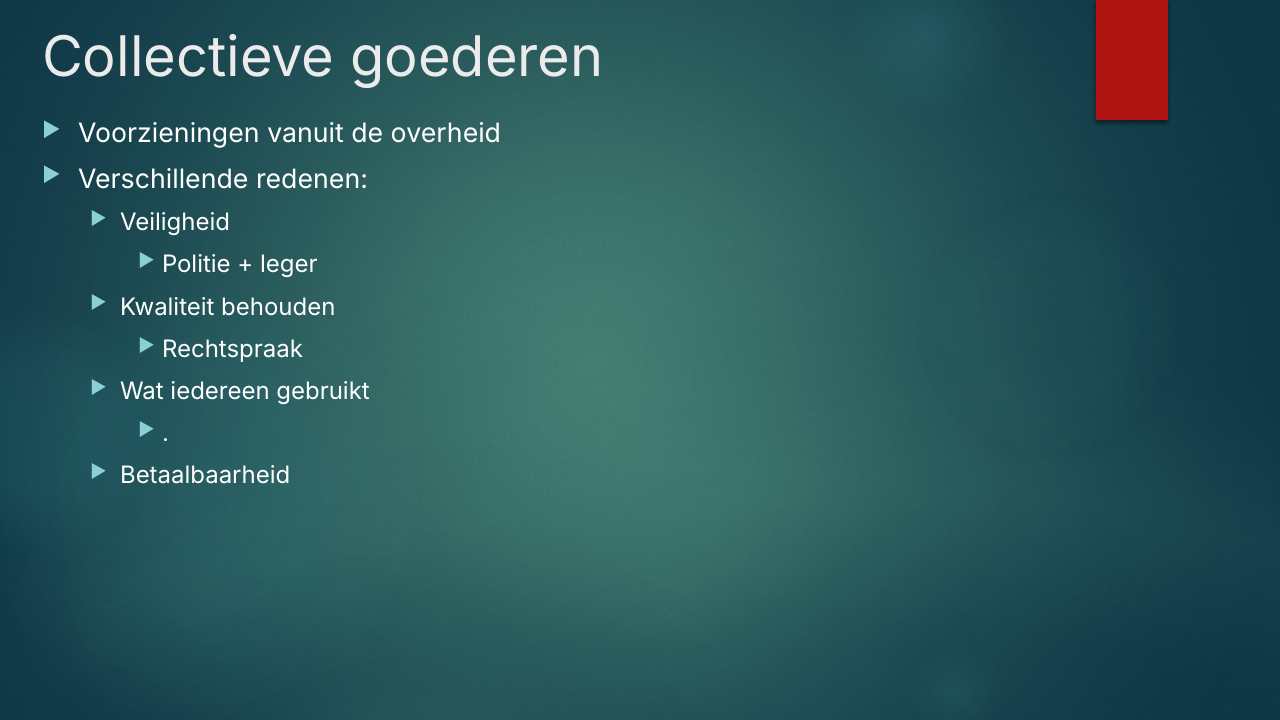 Collectieve goederen
Voorzieningen vanuit de overheid
Verschillende redenen:
Veiligheid
Politie + leger
Kwaliteit behouden
Rechtspraak
Wat iedereen gebruikt
.
Betaalbaarheid